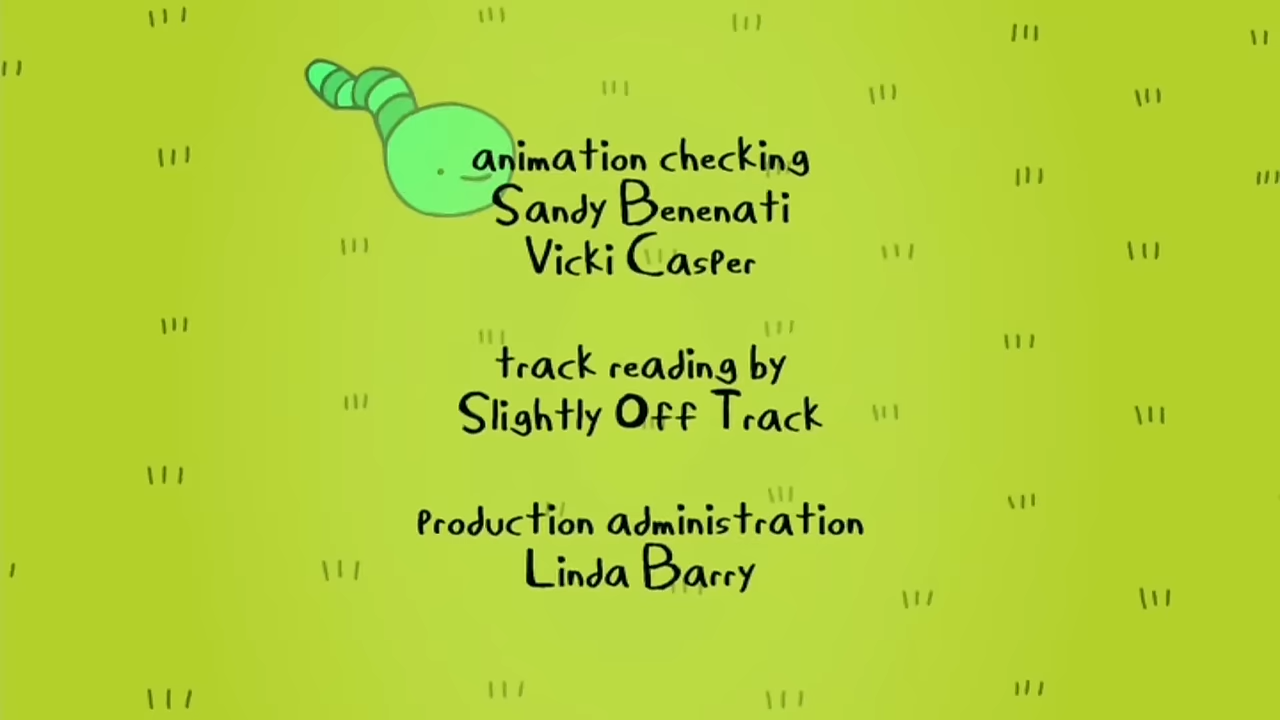 animation checking
Sandy Benenati
Vicki Casper
track reading by
Slightly Off Track
production administration
Linda Barry